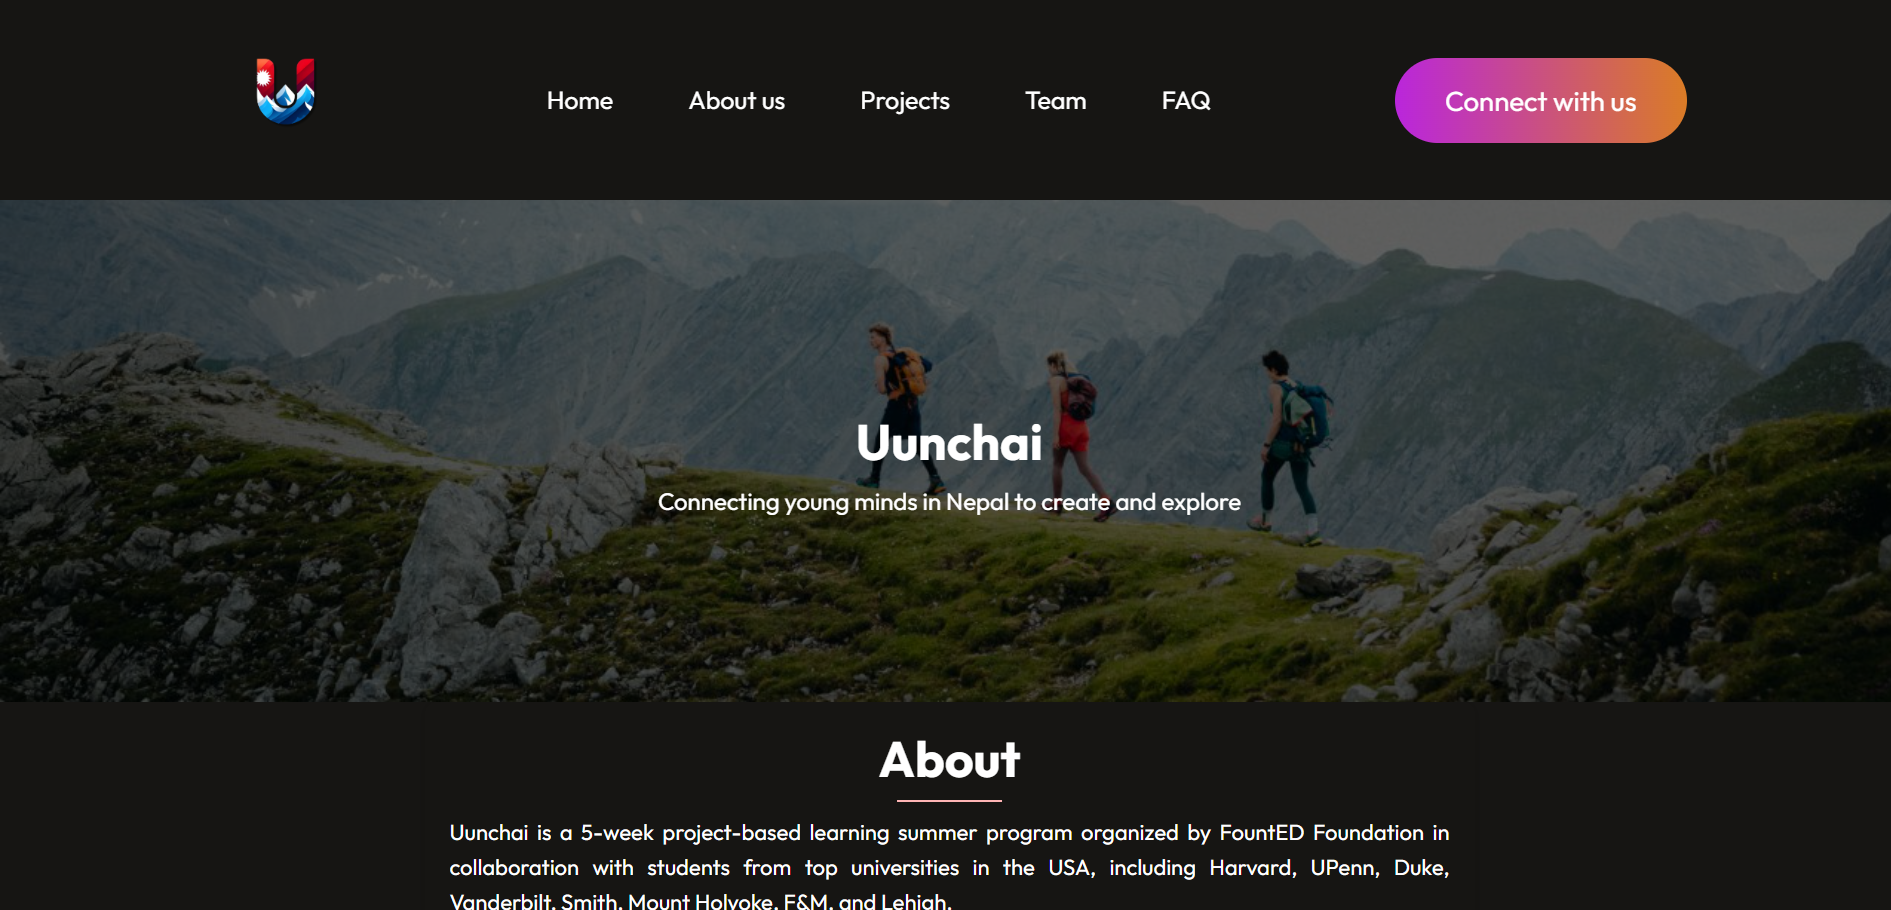 U
Home
About us
Projects
Team
FAQ
Connect with us
Uunchai
Connecting young minds in Nepal to create and explore
About
Uunchai is a 5-week project-based learning summer program organized by FountED Foundation in
collaboration with students from top universities in the USA, including Harvard, UPenn, Duke,
Vanderbilt, Smith, Mount Holyoke, F&M, and Lehigh.